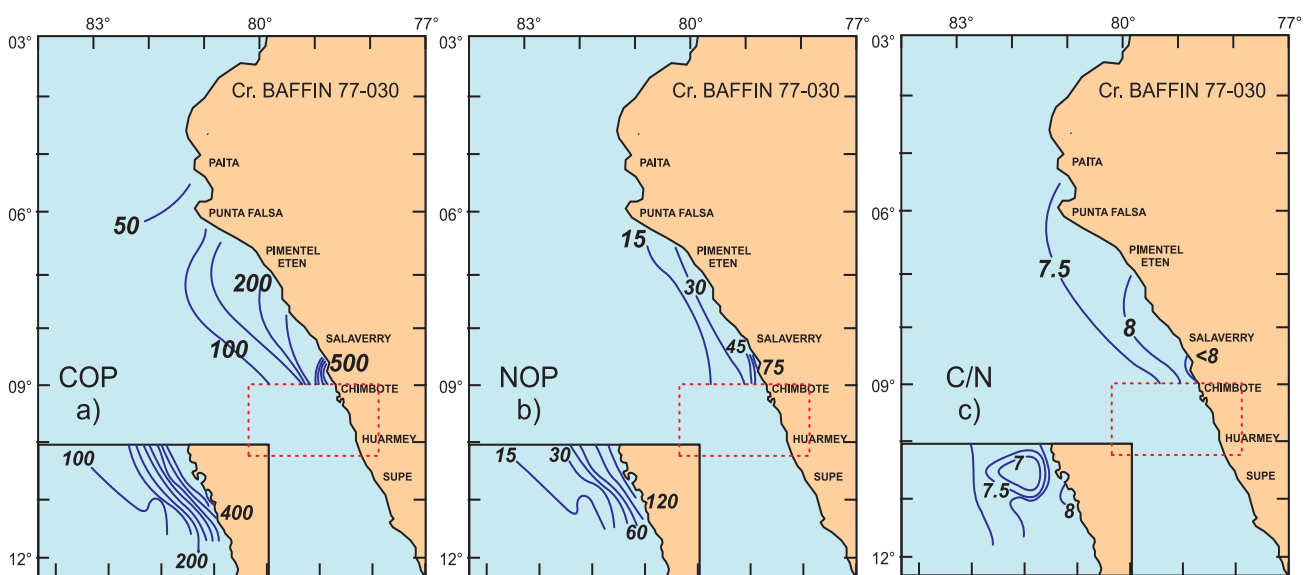 83° 80° 77°
03°
Cr. BAFFIN 77-030
PAITA
06°
PUNTA FALSA
50
PIMENTEL
ETEN
200
100
SALAVERRY
500
09°
CHIMBOTE
COP
a)
HUARMEY
SUPE
100
400
200
12°
83° 80° 77°
03°
Cr. BAFFIN 77-030
PAITA
06°
PUNTA FALSA
15
PIMENTEL
ETEN
30
SALAVERRY
45
75
09°
CHIMBOTE
NOP
b)
HUARMEY
SUPE
15
30
120
60
12°
83° 80° 77°
03°
Cr. BAFFIN 77-030
PAITA
06°
PUNTA FALSA
7.5
PIMENTEL
ETEN
8
SALAVERRY
<8
09°
CHIMBOTE
C/N
c)
HUARMEY
SUPE
7
7.5
8
12°